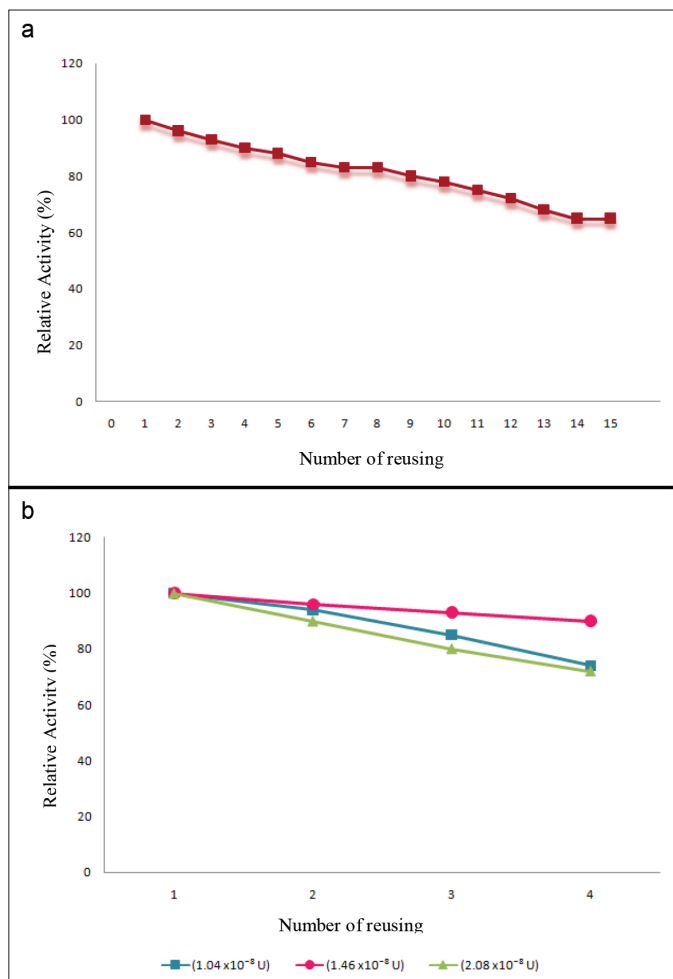 a
120
100
80
60
40
20
0
Relative Activity (%)
0 1 2 3 4 5 6 7 8 9 10 11 12 13 14 15
Number of reusing
b
120
100
80
60
40
20
0
Relative Activity (%)
1 2 3 4
Number of reusing
(1.04 x10⁻⁸ U) (1.46 x10⁻⁸ U) (2.08 x10⁻⁸ U)